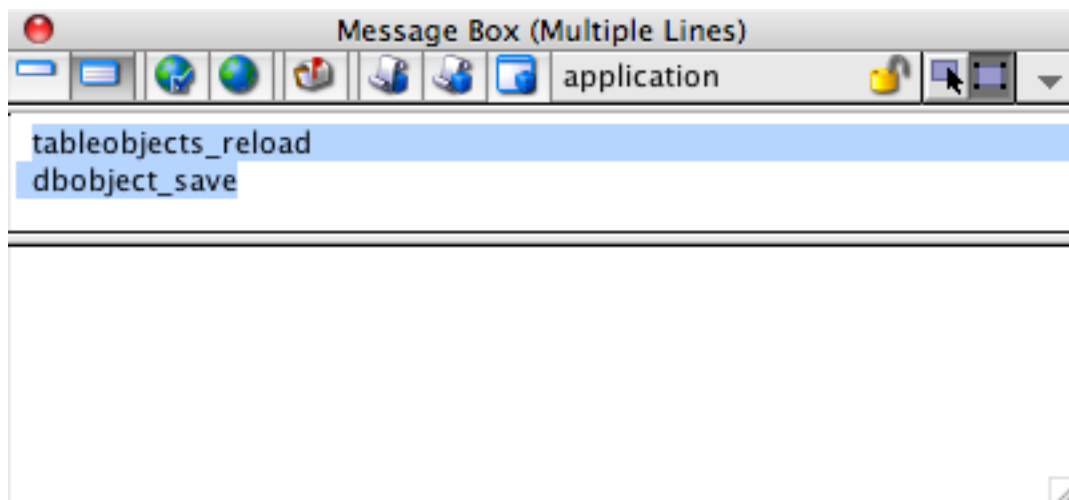 Message Box (Multiple Lines)
application
tableobjects_reload
dbobject_save